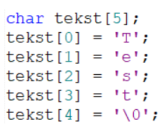 char tekst[5];
tekst[0] = 'T';
tekst[1] = 'e';
tekst[2] = 's';
tekst[3] = 't';
tekst[4] = '\0';